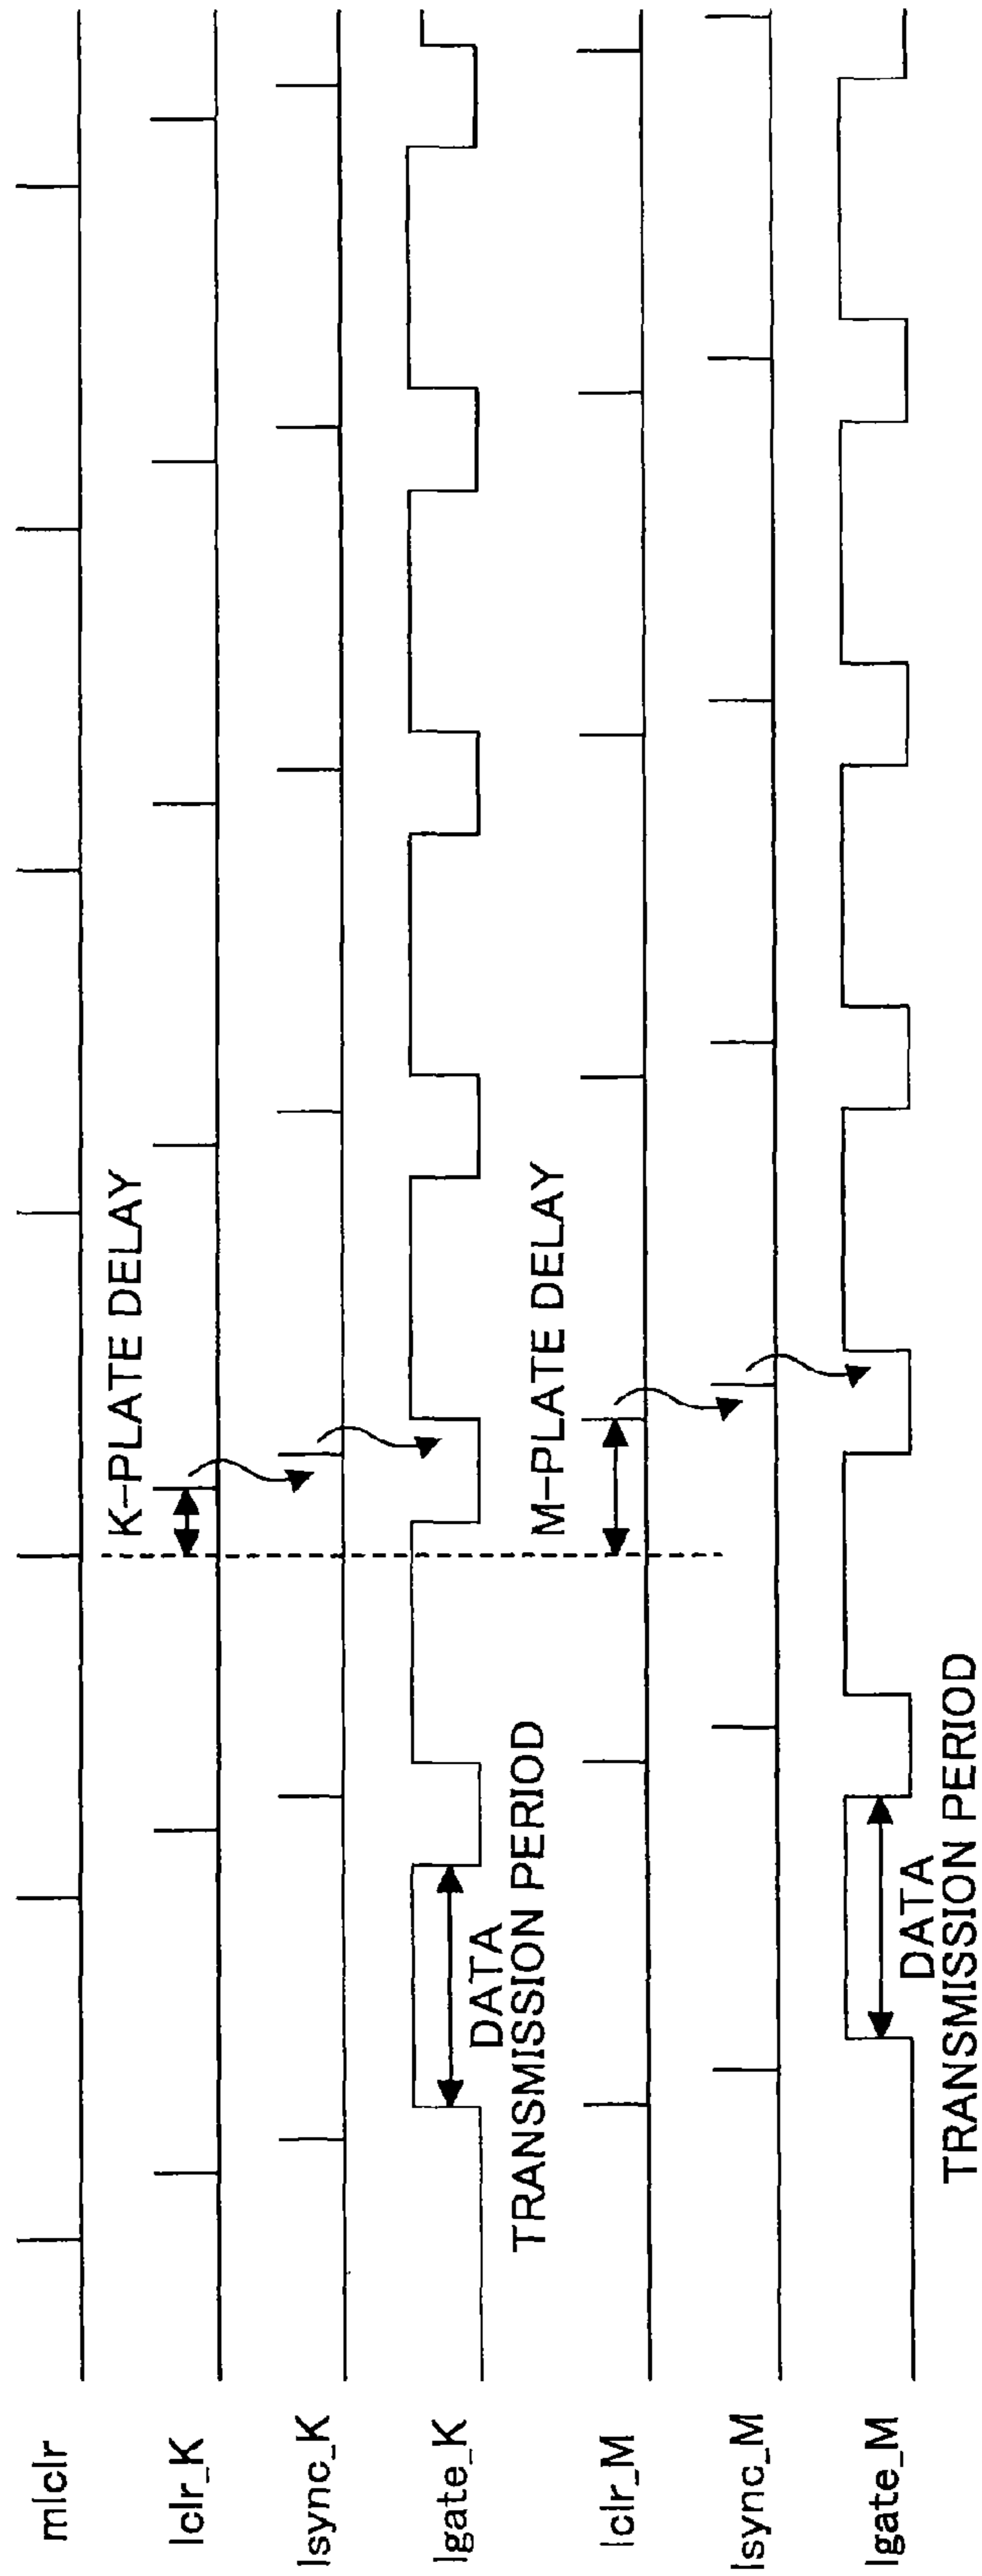 mlclr
lclr_K
K-PLATE DELAY
lsync_K
lgate_K
DATA
TRANSMISSION PERIOD
lclr_M
M-PLATE DELAY
lsync_M
lgate_M
DATA
TRANSMISSION PERIOD